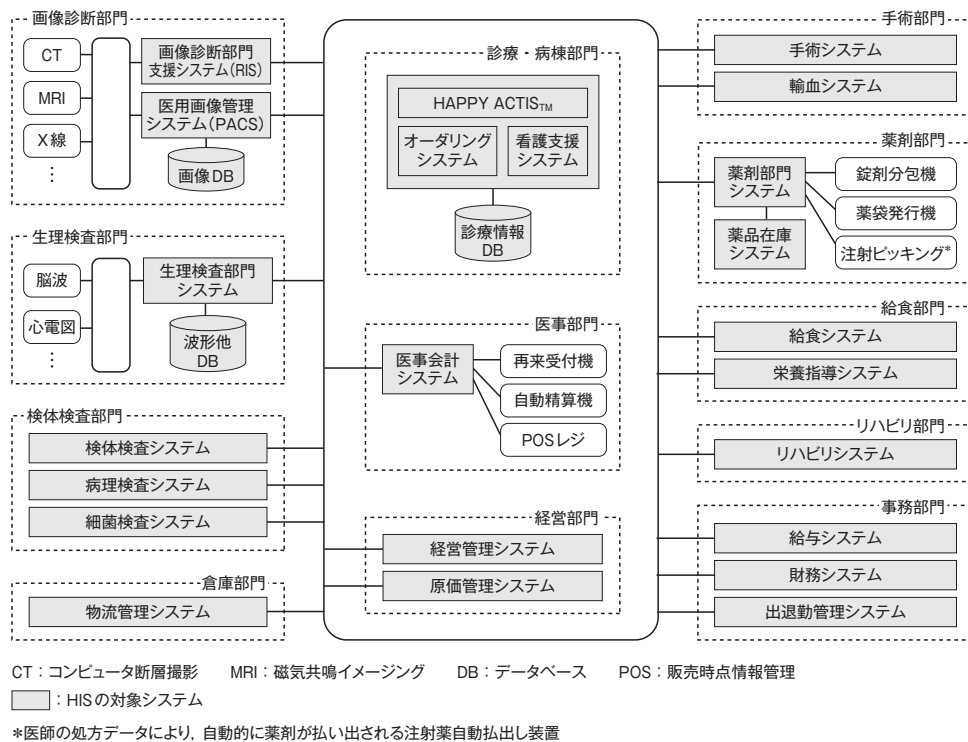 画像診断部門
CT
MRI
X線
⋮
画像診断部門
支援システム(RIS)
医用画像管理
システム(PACS)
画像DB
生理検査部門
脳波
心電図
⋮
生理検査部門
システム
波形他
DB
検体検査部門
検体検査システム
病理検査システム
細菌検査システム
倉庫部門
物流管理システム
診療・病棟部門
HAPPY ACTIS™
オーダリング
システム
看護支援
システム
診療情報
DB
医事部門
医事会計
システム
再来受付機
自動精算機
POSレジ
経営部門
経営管理システム
原価管理システム
手術部門
手術システム
輸血システム
薬剤部門
薬剤部門
システム
薬品在庫
システム
錠剤分包機
薬袋発行機
注射ピッキング*
給食部門
給食システム
栄養指導システム
リハビリ部門
リハビリシステム
事務部門
給与システム
財務システム
出退勤管理システム
CT：コンピュータ断層撮影 MRI：磁気共鳴イメージング DB：データベース POS：販売時点情報管理
：HISの対象システム
*医師の処方データにより，自動的に薬剤が払い出される注射薬自動払出し装置